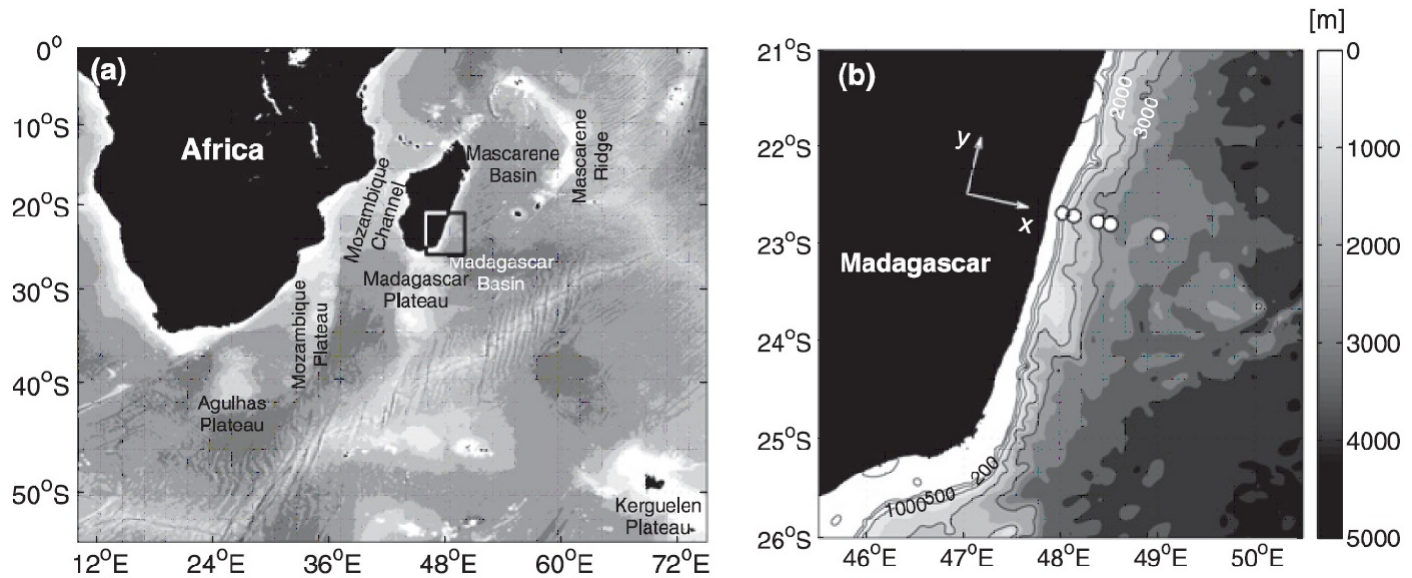 (a)
0°
10°S
20°S
30°S
40°S
50°S
Africa
Mozambique
Channel
Mascarene
Basin
Mascarene
Ridge
Madagascar
Basin
Madagascar
Plateau
Mozambique
Plateau
Agulhas
Plateau
Kerguelen
Plateau
12°E
24°E
36°E
48°E
60°E
72°E
(b)
21°S
22°S
23°S
24°S
25°S
26°S
y
x
Madagascar
2000
3000
200
500
1000
46°E
47°E
48°E
49°E
50°E
[m]
0
1000
2000
3000
4000
5000